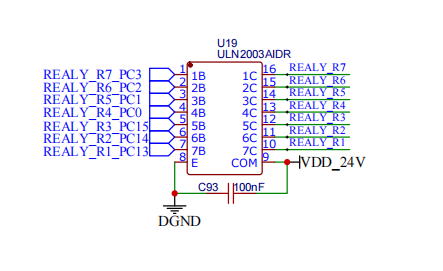 U19
ULN2003AIDR
REALY_R7_PC3 1 1B 1C 16 REALY_R7
REALY_R6_PC2 2 2B 2C 15 REALY_R6
REALY_R5_PC1 3 3B 3C 14 REALY_R5
REALY_R4_PC0 4 4B 4C 13 REALY_R4
REALY_R3_PC15 5 5B 5C 12 REALY_R3
REALY_R2_PC14 6 6B 6C 11 REALY_R2
REALY_R1_PC13 7 7B 7C 10 REALY_R1
8 E COM 9 VDD_24V
C93 100nF
DGND